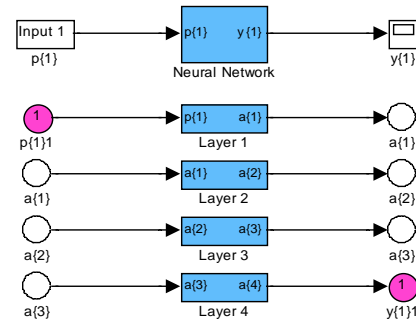 Input 1
p{1}
p{1}
y{1}
Neural Network
y{1}
1
p{1}1
p{1}
a{1}
Layer 1
a{1}
a{1}
a{1}
a{2}
Layer 2
a{2}
a{2}
a{2}
a{3}
Layer 3
a{3}
a{3}
a{3}
a{4}
Layer 4
1
y{1}1